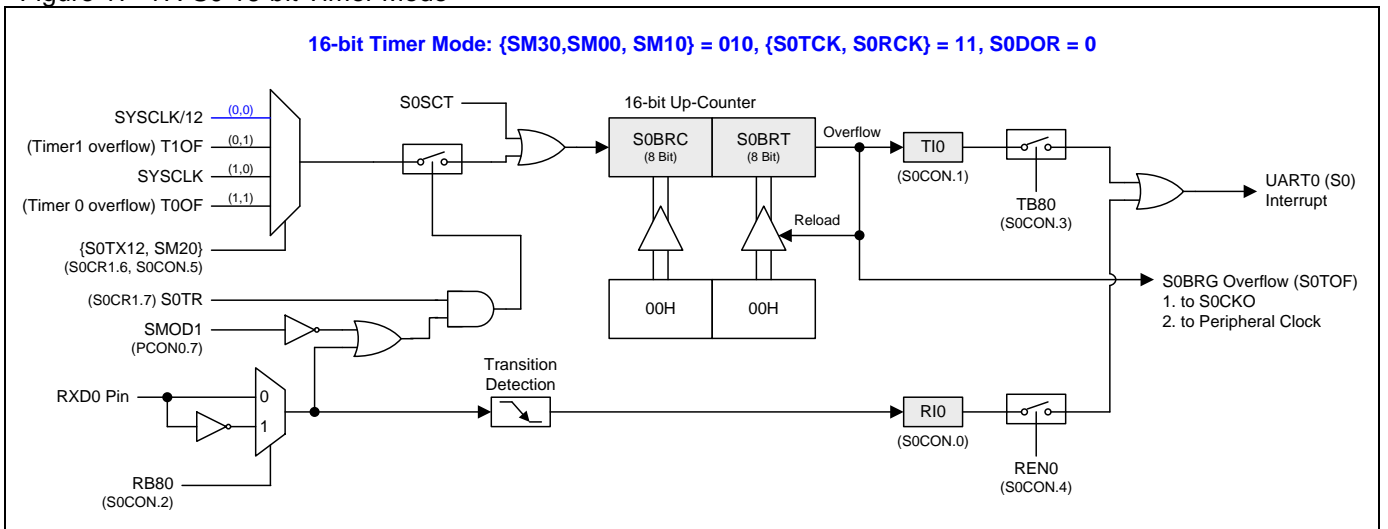 16-bit Timer Mode: {SM30,SM00, SM10} = 010, {S0TCK, S0RCK} = 11, S0DOR = 0
SYSCLK/12
(0,0)
(Timer1 overflow) T1OF
(0,1)
SYSCLK
(1,0)
(Timer 0 overflow) T0OF
(1,1)
{S0TX12, SM20}
(S0CR1.6, S0CON.5)
(S0CR1.7) S0TR
SMOD1
(PCON0.7)
RXD0 Pin
0
1
RB80
(S0CON.2)
S0SCT
16-bit Up-Counter
S0BRC
(8 Bit)
S0BRT
(8 Bit)
Overflow
Reload
00H
00H
TI0
(S0CON.1)
TB80
(S0CON.3)
UART0 (S0)
Interrupt
S0BRG Overflow (S0TOF)
1. to S0CKO
2. to Peripheral Clock
Transition
Detection
RI0
(S0CON.0)
REN0
(S0CON.4)